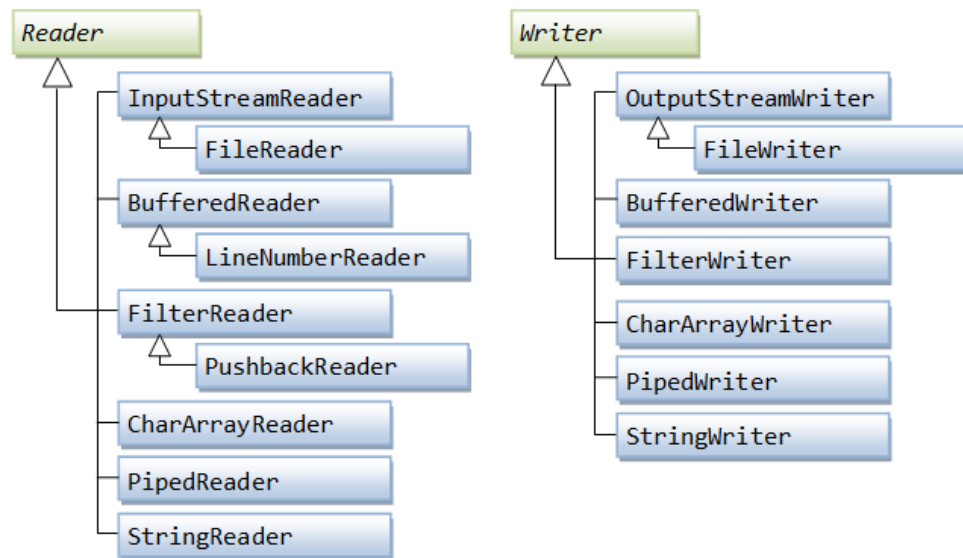 Reader
InputStreamReader
FileReader
BufferedReader
LineNumberReader
FilterReader
PushbackReader
CharArrayReader
PipedReader
StringReader
Writer
OutputStreamWriter
FileWriter
BufferedWriter
FilterWriter
CharArrayWriter
PipedWriter
StringWriter